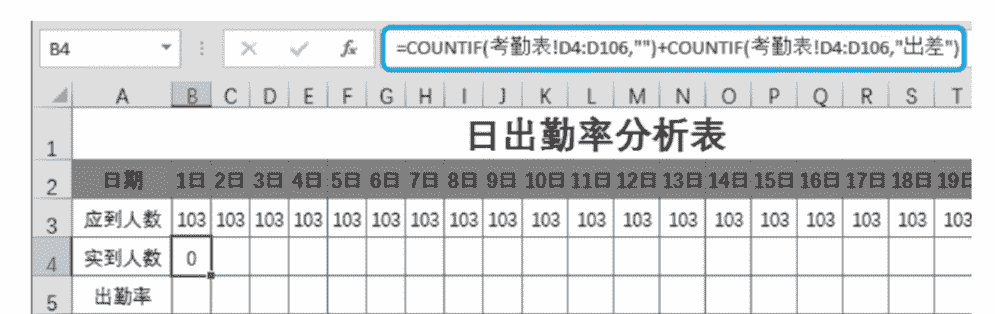 B4 fx =COUNTIF(考勤表!D4:D106,"")+COUNTIF(考勤表!D4:D106,"出差")
A B C D E F G H I J K L M N O P Q R S T
1 日出勤率分析表
2 日期 1日 2日 3日 4日 5日 6日 7日 8日 9日 10日 11日 12日 13日 14日 15日 16日 17日 18日 19日
3 应到人数 103 103 103 103 103 103 103 103 103 103 103 103 103 103 103 103 103 103 103
4 实到人数 0
5 出勤率